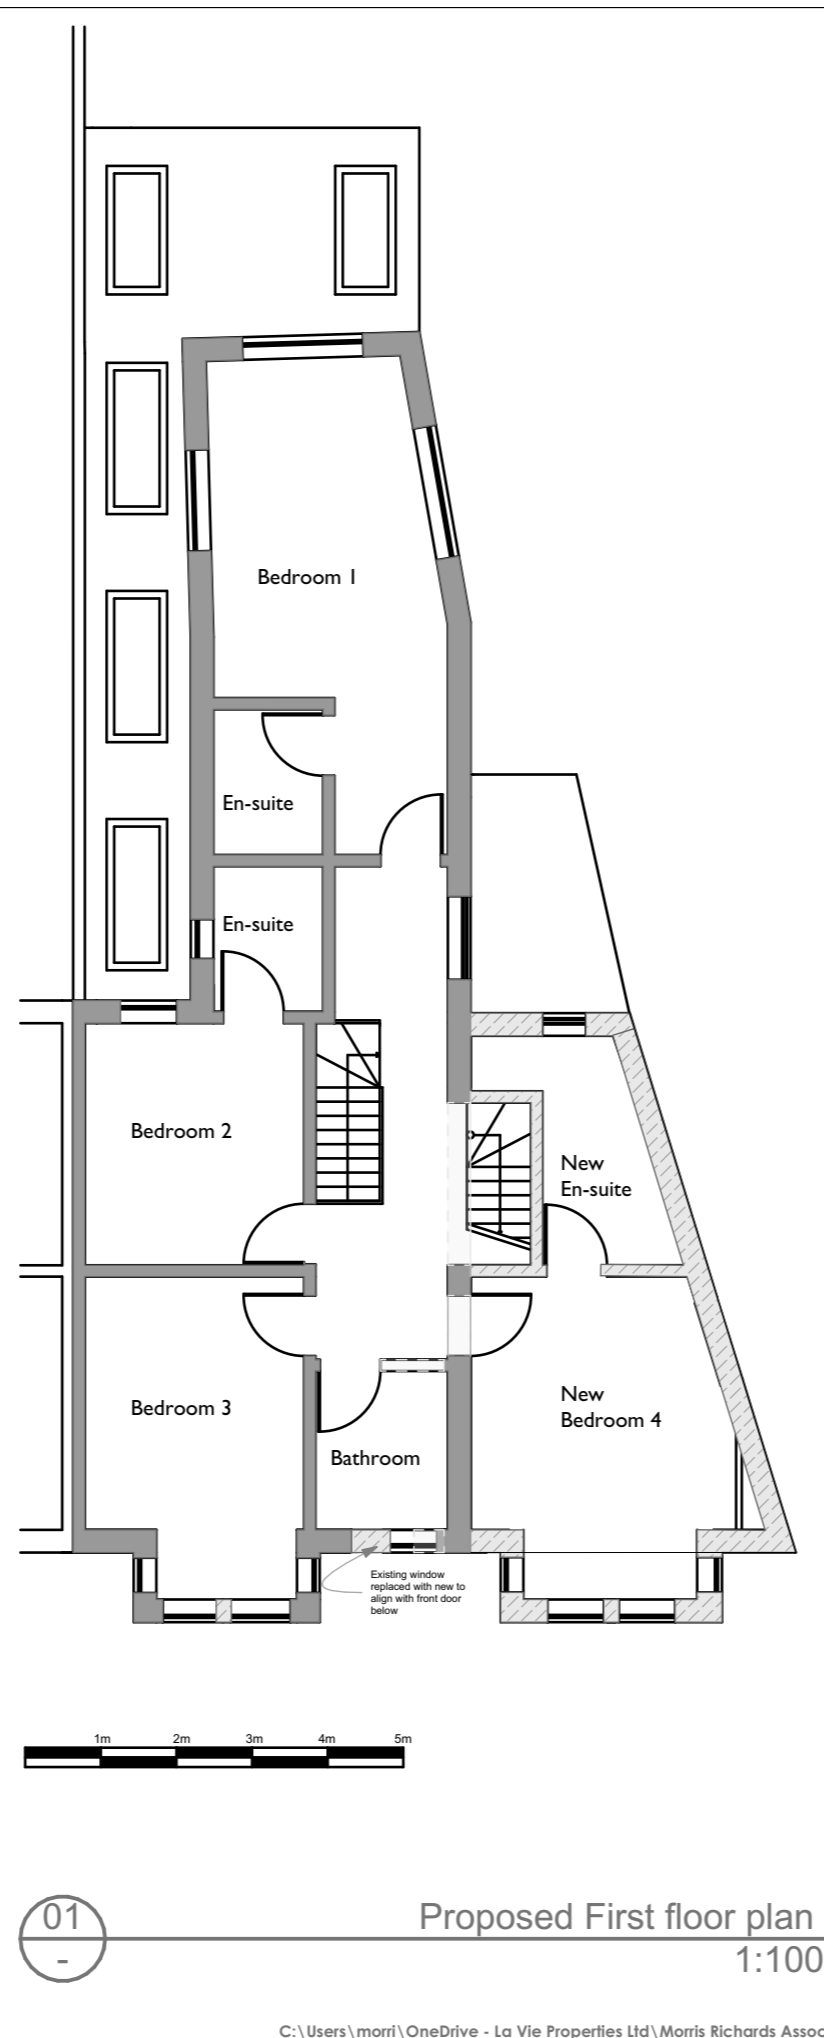 Bedroom 1
En-suite
En-suite
Bedroom 2
New
En-suite
Bedroom 3
New
Bedroom 4
Bathroom
Existing window
replaced with new to
align with front door
below
1m 2m 3m 4m 5m
01
-
Proposed First floor plan
1:100
C:\Users\morri\OneDrive - La Vie Properties Ltd\Morris Richards Assoc